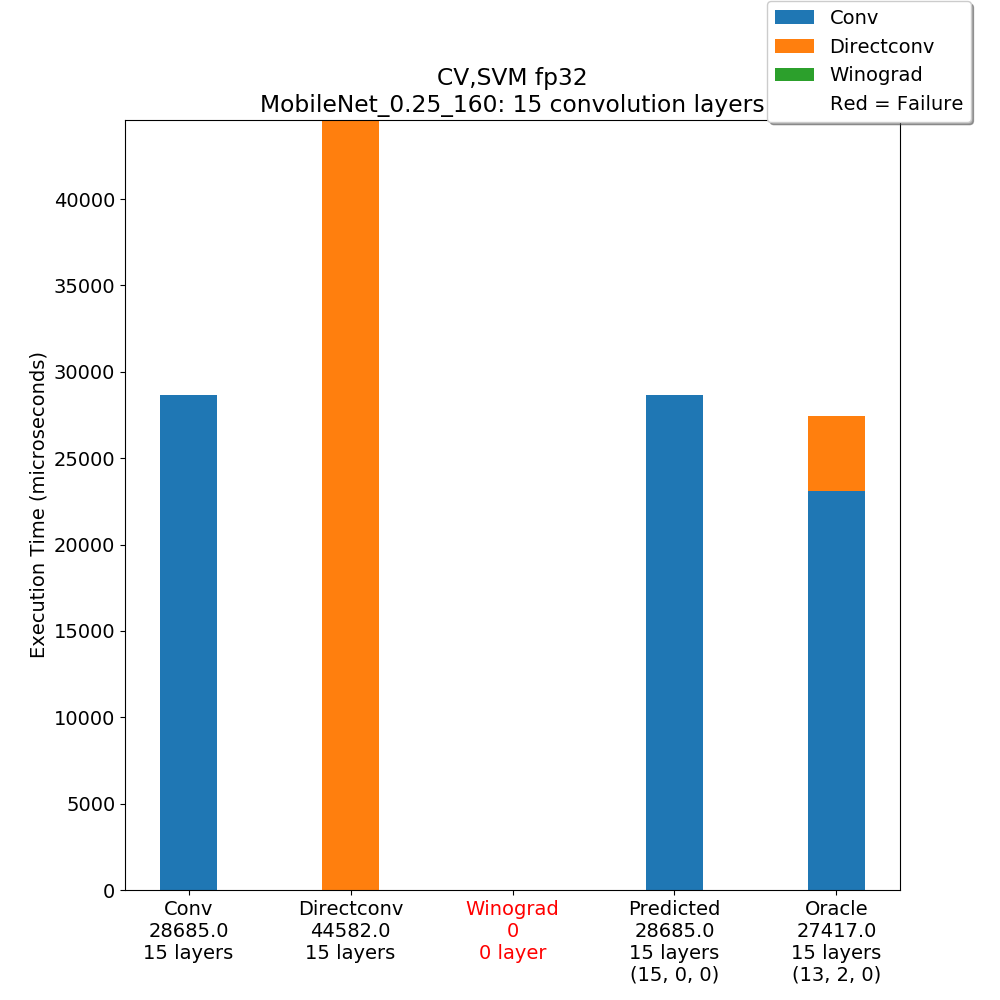 Conv
Directconv
Winograd
Red = Failure
CV,SVM fp32
MobileNet_0.25_160: 15 convolution layers
Execution Time (microseconds)
40000
35000
30000
25000
20000
15000
10000
5000
0
Conv
28685.0
15 layers
Directconv
44582.0
15 layers
Winograd
0
0 layer
Predicted
28685.0
15 layers
(15, 0, 0)
Oracle
27417.0
15 layers
(13, 2, 0)